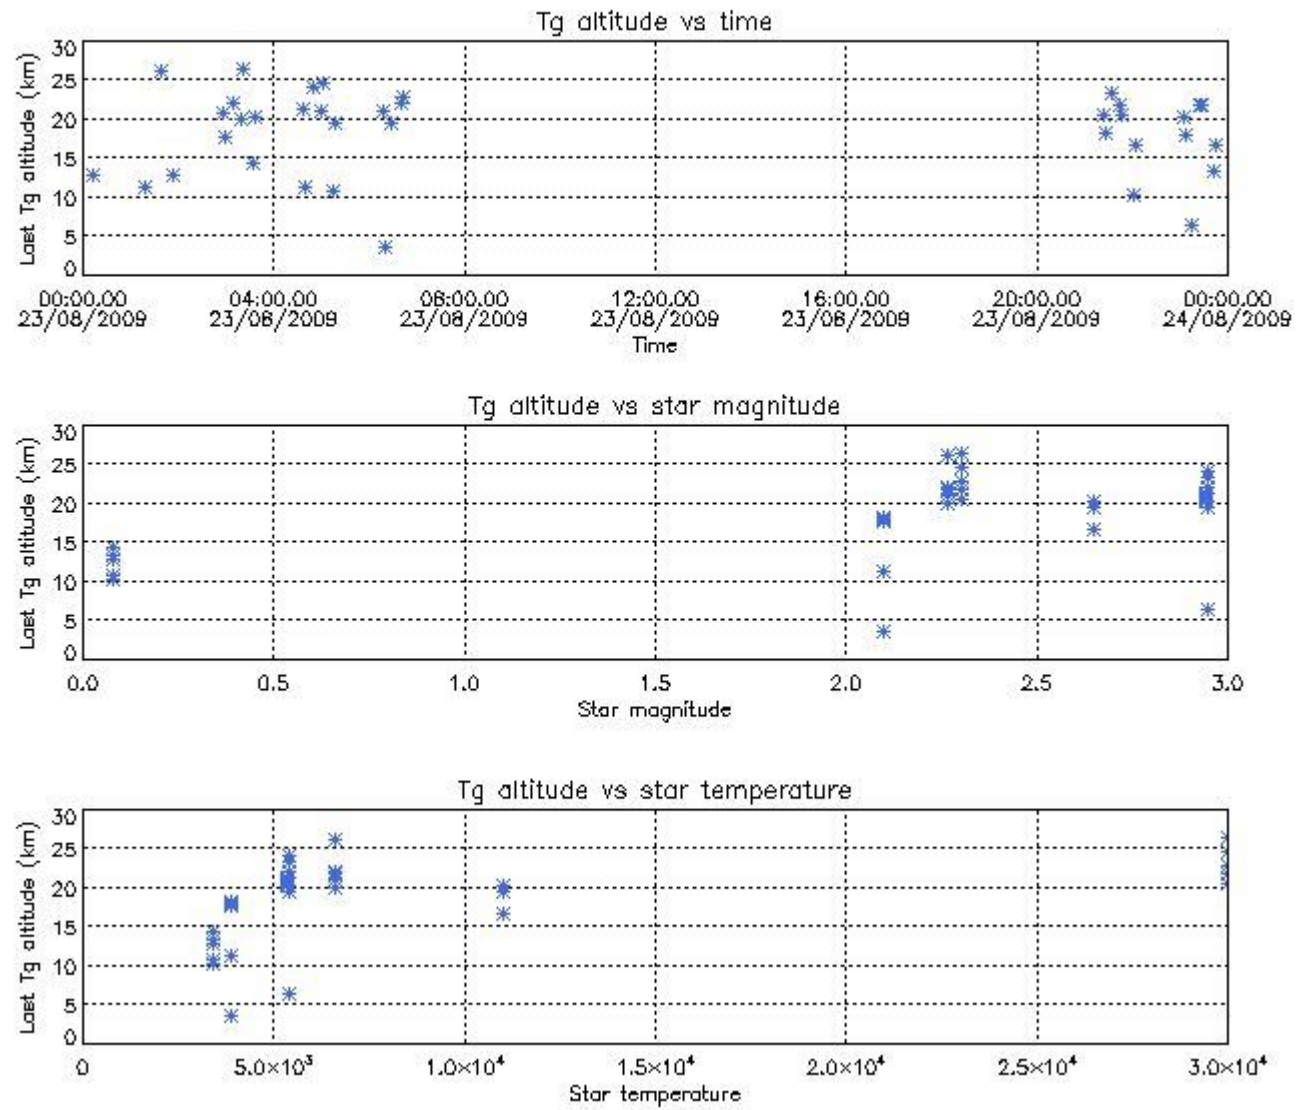 Tg altitude vs time
Last Tg altitude (km)
30
25
20
15
10
5
0
00:00.00 04:00.00 08:00.00 12:00.00 16:00.00 20:00.00 00:00.00
23/08/2009 23/08/2009 23/08/2009 23/08/2009 23/08/2009 23/08/2009 24/08/2009
Time
Tg altitude vs star magnitude
Last Tg altitude (km)
30
25
20
15
10
5
0
0.0 0.5 1.0 1.5 2.0 2.5 3.0
Star magnitude
Tg altitude vs star temperature
Last Tg altitude (km)
30
25
20
15
10
5
0
0 5.0×10³ 1.0×10⁴ 1.5×10⁴ 2.0×10⁴ 2.5×10⁴ 3.0×10⁴
Star temperature